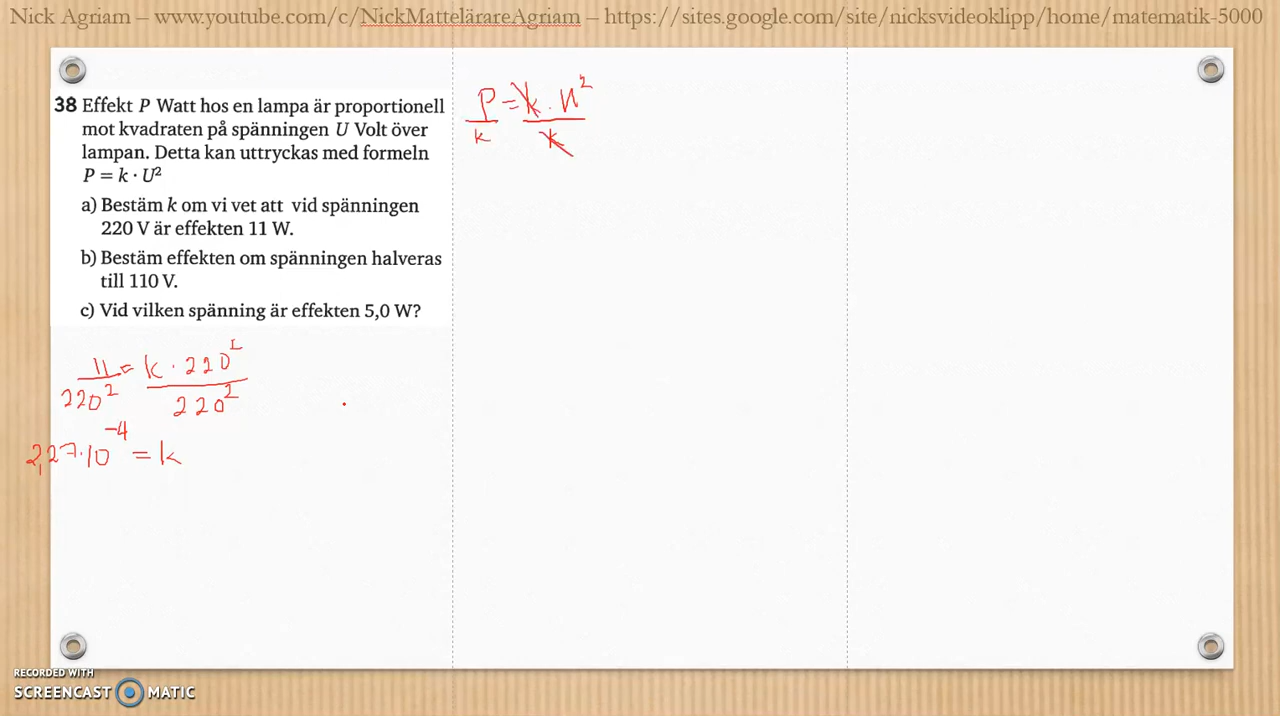 Nick Agriam – www.youtube.com/c/NickMattelärareAgriam – https://sites.google.com/site/nicksvideoklipp/home/matematik-5000
38 Effekt P Watt hos en lampa är proportionell
mot kvadraten på spänningen U Volt över
lampan. Detta kan uttryckas med formeln
P = k · U²
a) Bestäm k om vi vet att vid spänningen
220 V är effekten 11 W.
b) Bestäm effekten om spänningen halveras
till 110 V.
c) Vid vilken spänning är effekten 5,0 W?
11 = k · 220²
220² 220²
2,27·10⁻⁴ = k
P = k · U²
k k
RECORDED WITH
SCREENCAST MATIC